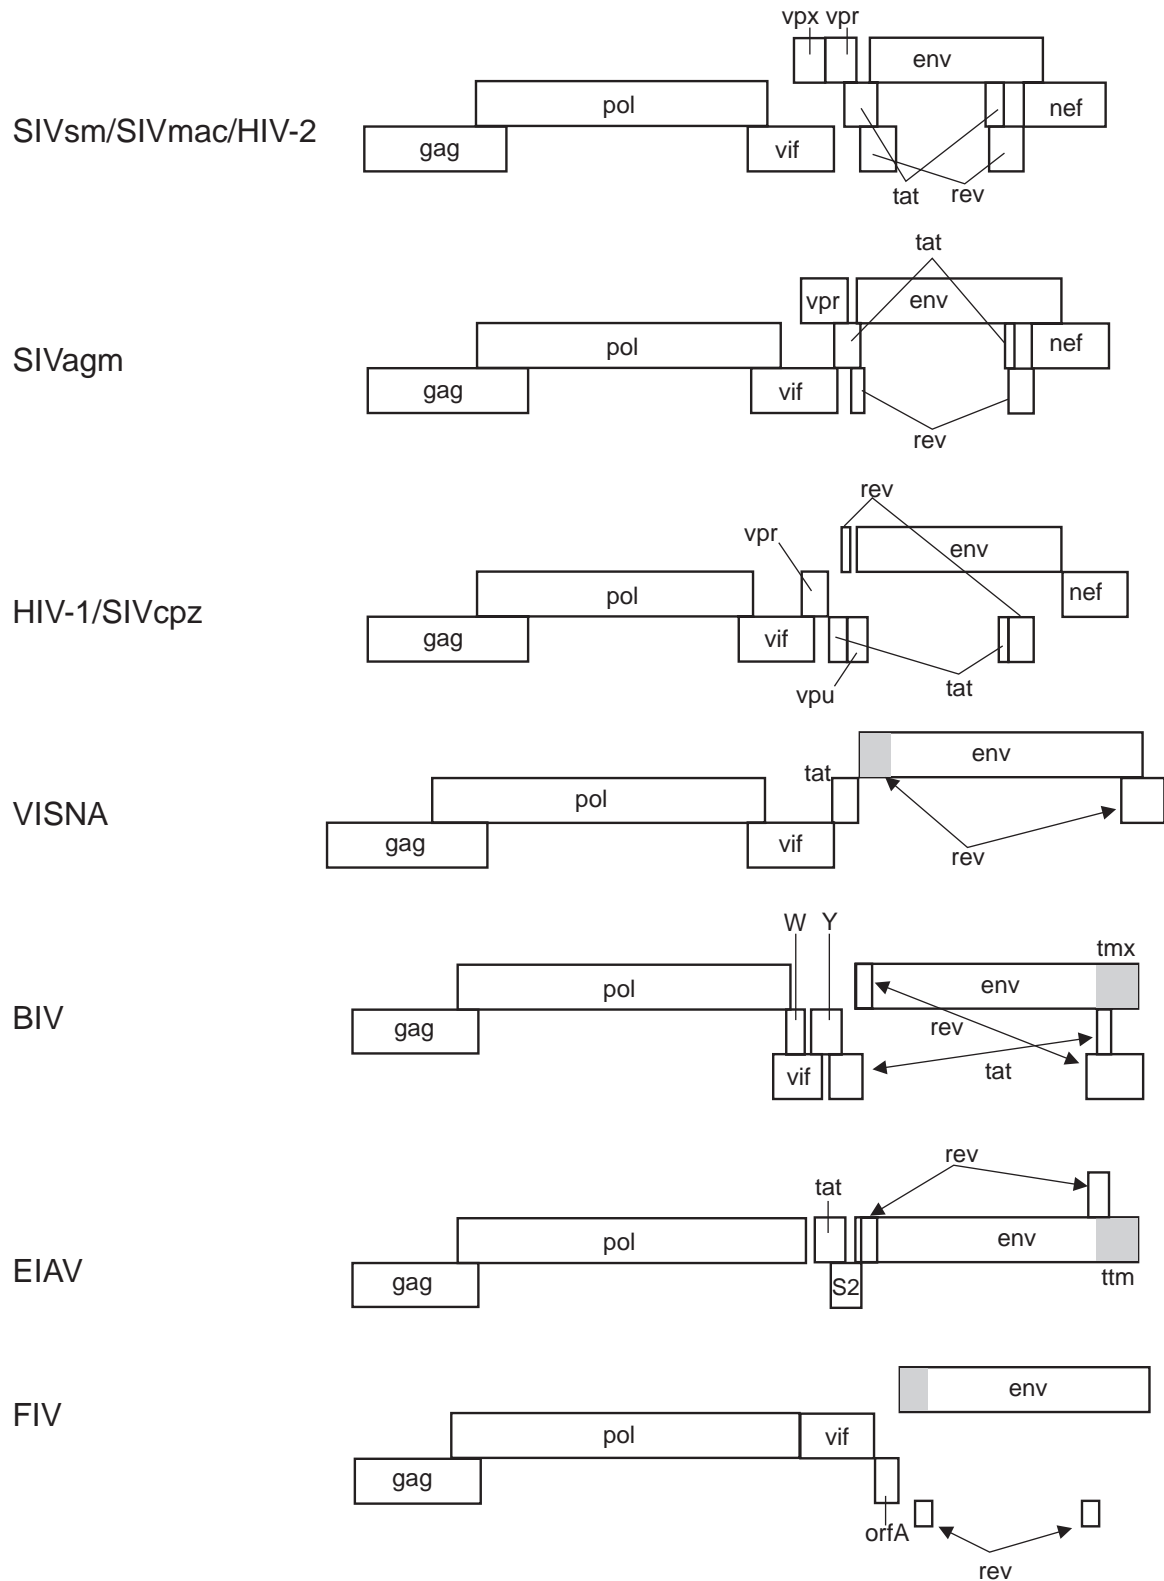 vpx vpr
env
pol
SIVsm/SIVmac/HIV-2
nef
gag
vif
tat
rev
tat
vpr
env
SIVagm
pol
nef
gag
vif
rev
rev
vpr
env
HIV-1/SIVcpz
pol
nef
gag
vif
vpu
tat
env
tat
VISNA
pol
gag
vif
rev
W Y
tmx
BIV
pol
env
gag
rev
vif
tat
rev
tat
EIAV
pol
env
gag
S2
ttm
FIV
env
pol
vif
gag
orfA
rev